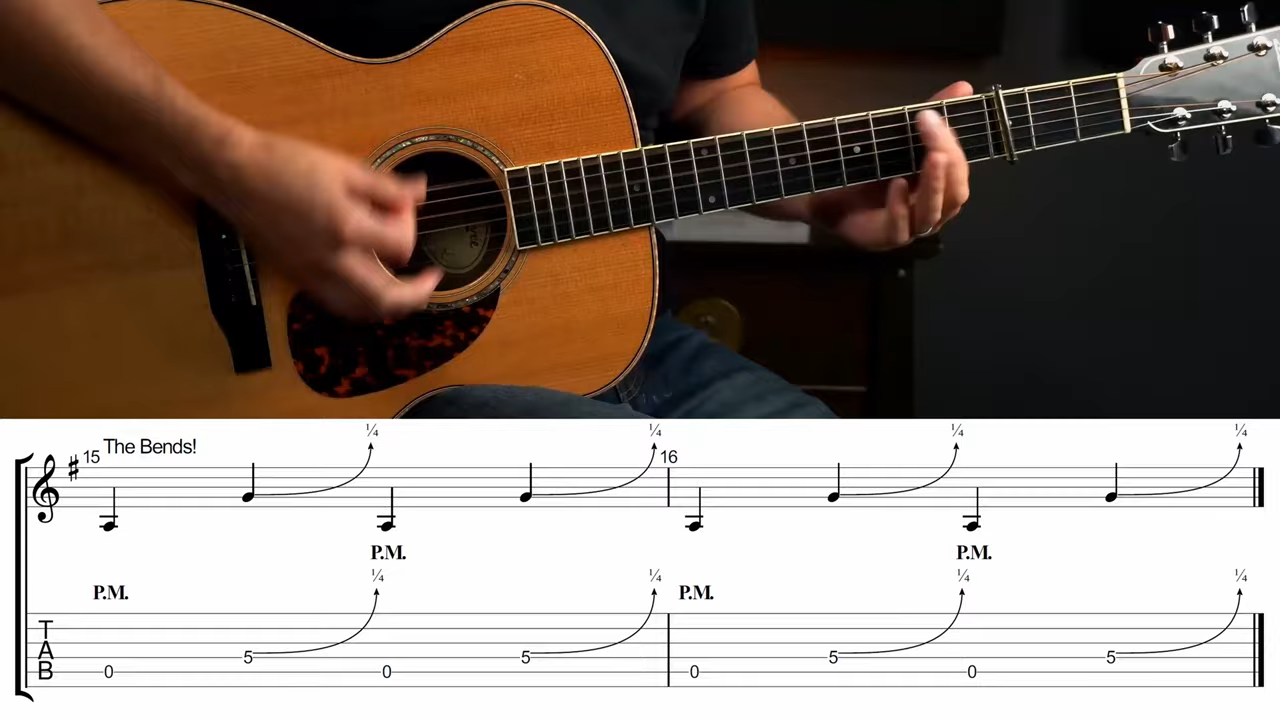 ¼ ¼ ¼ ¼
15 The Bends! 16
P.M. P.M.
¼ ¼ ¼ ¼
P.M. P.M.
T
A 5 5 5 5
B 0 0 0 0